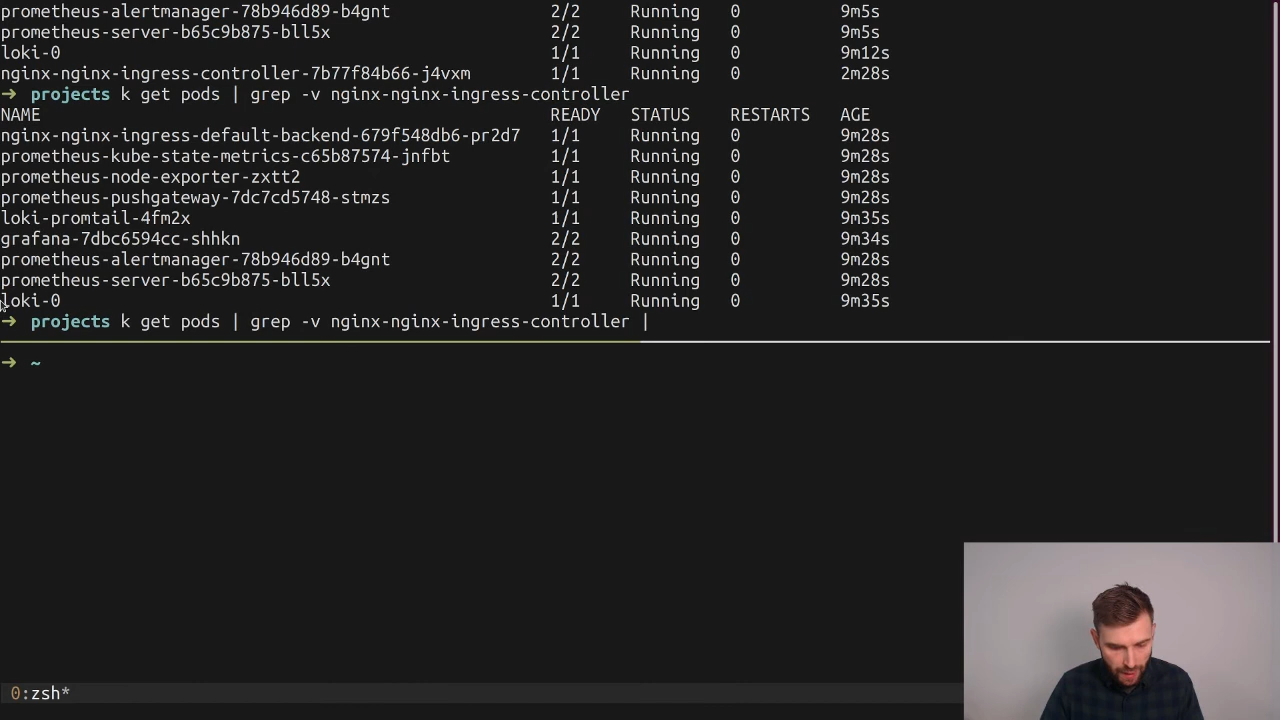 prometheus-alertmanager-78b946d89-b4gnt 2/2 Running 0 9m5s
prometheus-server-b65c9b875-bll5x 2/2 Running 0 9m5s
loki-0 1/1 Running 0 9m12s
nginx-nginx-ingress-controller-7b77f84b66-j4vxm 1/1 Running 0 2m28s
➜ projects k get pods | grep -v nginx-nginx-ingress-controller
NAME READY STATUS RESTARTS AGE
nginx-nginx-ingress-default-backend-679f548db6-pr2d7 1/1 Running 0 9m28s
prometheus-kube-state-metrics-c65b87574-jnfbt 1/1 Running 0 9m28s
prometheus-node-exporter-zxtt2 1/1 Running 0 9m28s
prometheus-pushgateway-7dc7cd5748-stmzs 1/1 Running 0 9m28s
loki-promtail-4fm2x 1/1 Running 0 9m35s
grafana-7dbc6594cc-shhkn 2/2 Running 0 9m34s
prometheus-alertmanager-78b946d89-b4gnt 2/2 Running 0 9m28s
prometheus-server-b65c9b875-bll5x 2/2 Running 0 9m28s
loki-0 1/1 Running 0 9m35s
➜ projects k get pods | grep -v nginx-nginx-ingress-controller |
➜ ~
0:zsh*